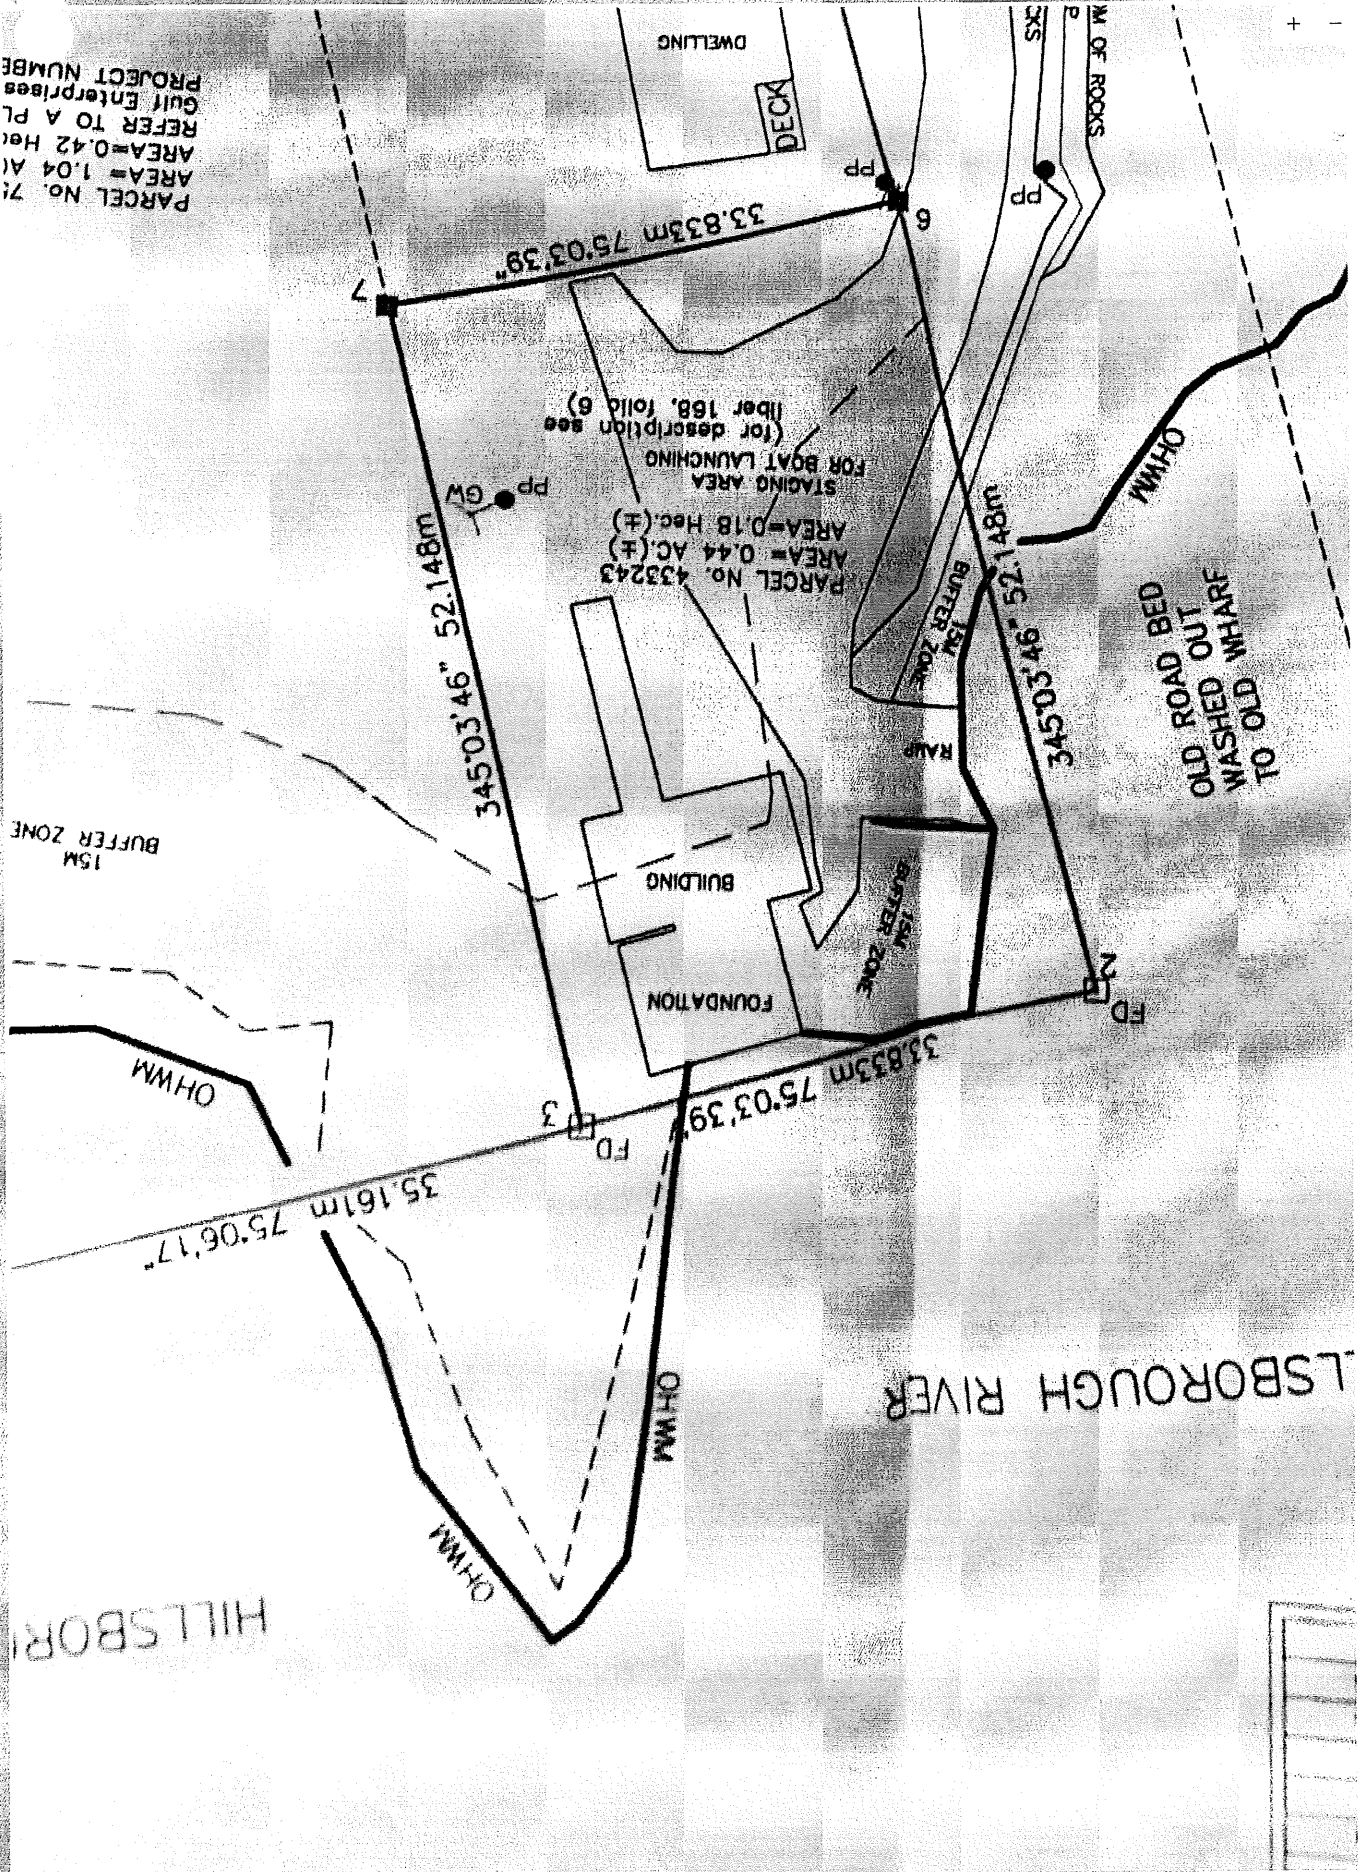 HILLSBOR
LLSBOROUGH RIVER
OHWM
OHWM
35.161m 75°06'17"
OHWM
FD
3
33.833m 75°03'39"
FD
2
FOUNDATION
15M
BUFFER ZONE
BUILDING
15M
BUFFER ZONE
RAMP
OLD ROAD BED
WASHED OUT
TO OLD WHARF
345°03'46" 52.148m
15M
BUFFER ZONE
345°03'46" 52.148m
PARCEL No. 433243
AREA= 0.44 AC.(±)
AREA=0.18 Hec.(±)
STAGING AREA
FOR BOAT LAUNCHING
(for description see
liber 168, folio 6)
PP
GW
OHWM
7
33.833m 75°03'39"
6
PP
PP
PARCEL No. 75
AREA= 1.04 A
AREA=0.42 Hec
REFER TO A PL
Gulf Enterprises
PROJECT NUMBE
DECK
DWELLING
OF ROCKS